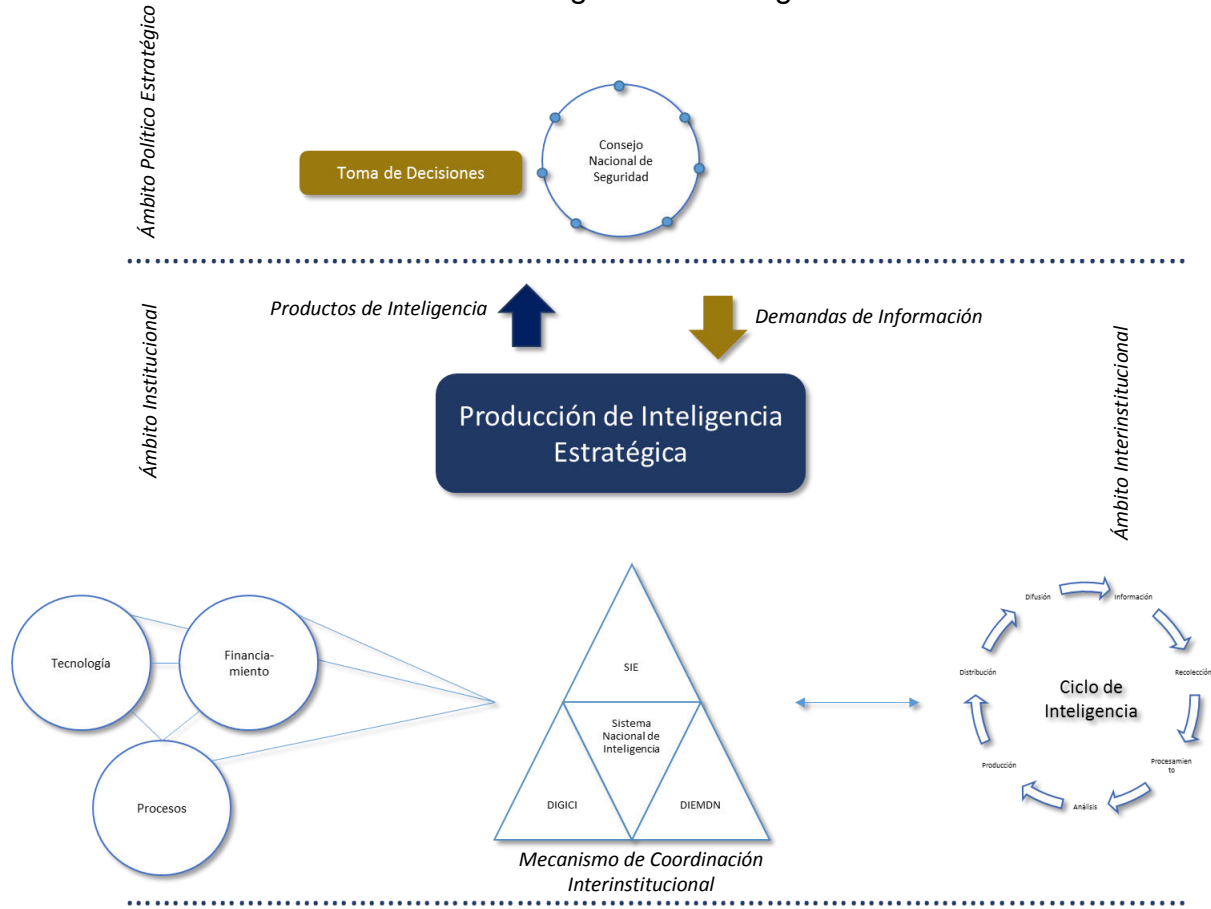 Ámbito Político Estratégico
Consejo
Nacional de
Seguridad
Toma de Decisiones
Ámbito Institucional
Productos de Inteligencia
Demandas de Información
Ámbito Interinstitucional
Producción de Inteligencia
Estratégica
Tecnología
Financia-
miento
Procesos
SIE
Sistema
Nacional de
Inteligencia
DIGICI
DIEMDN
Mecanismo de Coordinación
Interinstitucional
Difusión
Información
Distribución
Recolección
Ciclo de
Inteligencia
Producción
Procesamien
to
Análisis